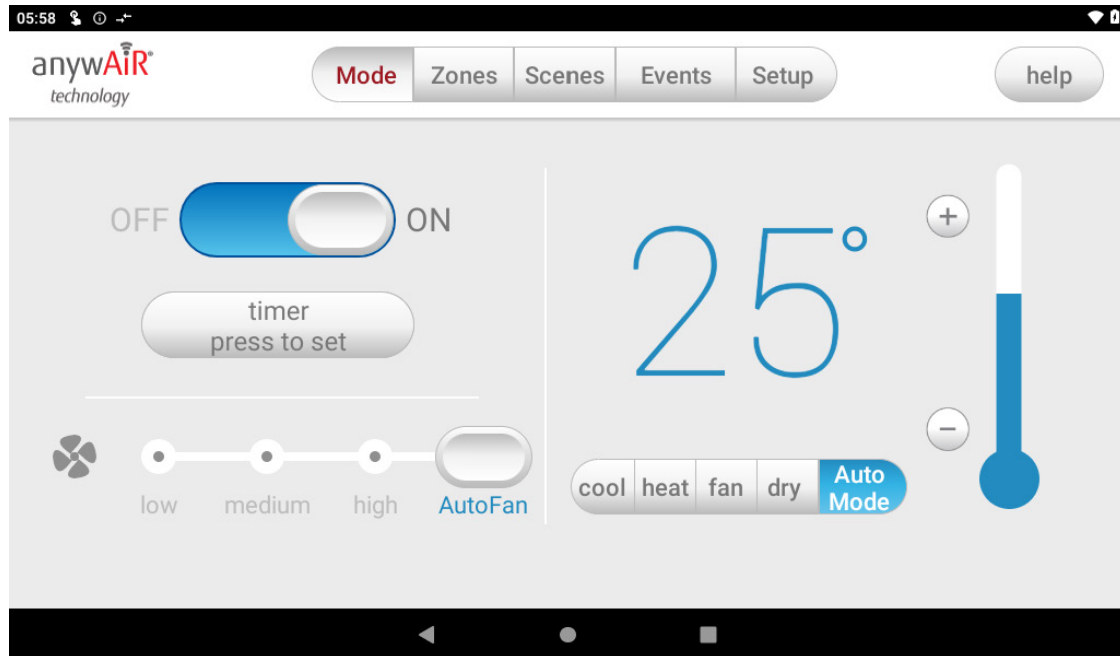 05:58
anywAiR®
technology
Mode Zones Scenes Events Setup
help
OFF ON
timer
press to set
low medium high AutoFan
25°
cool heat fan dry Auto
Mode